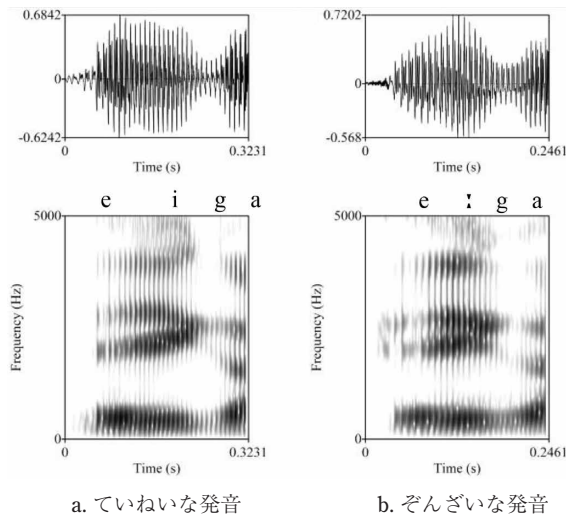 0.6842
0
-0.6242
0
0.3231
Time (s)
0.7202
0
-0.568
0
0.2461
Time (s)
e i g a
5000
Frequency (Hz)
0
0
0.3231
Time (s)
a. ていねいな発音
e ː g a
5000
Frequency (Hz)
0
0
0.2461
Time (s)
b. ぞんざいな発音